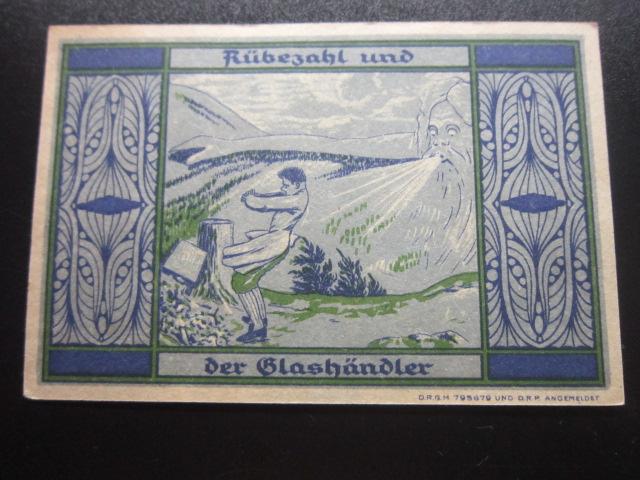 Rübezahl und
der Glashändler
D.R.G.M 795679 UND D.R.P. ANGEMELDET